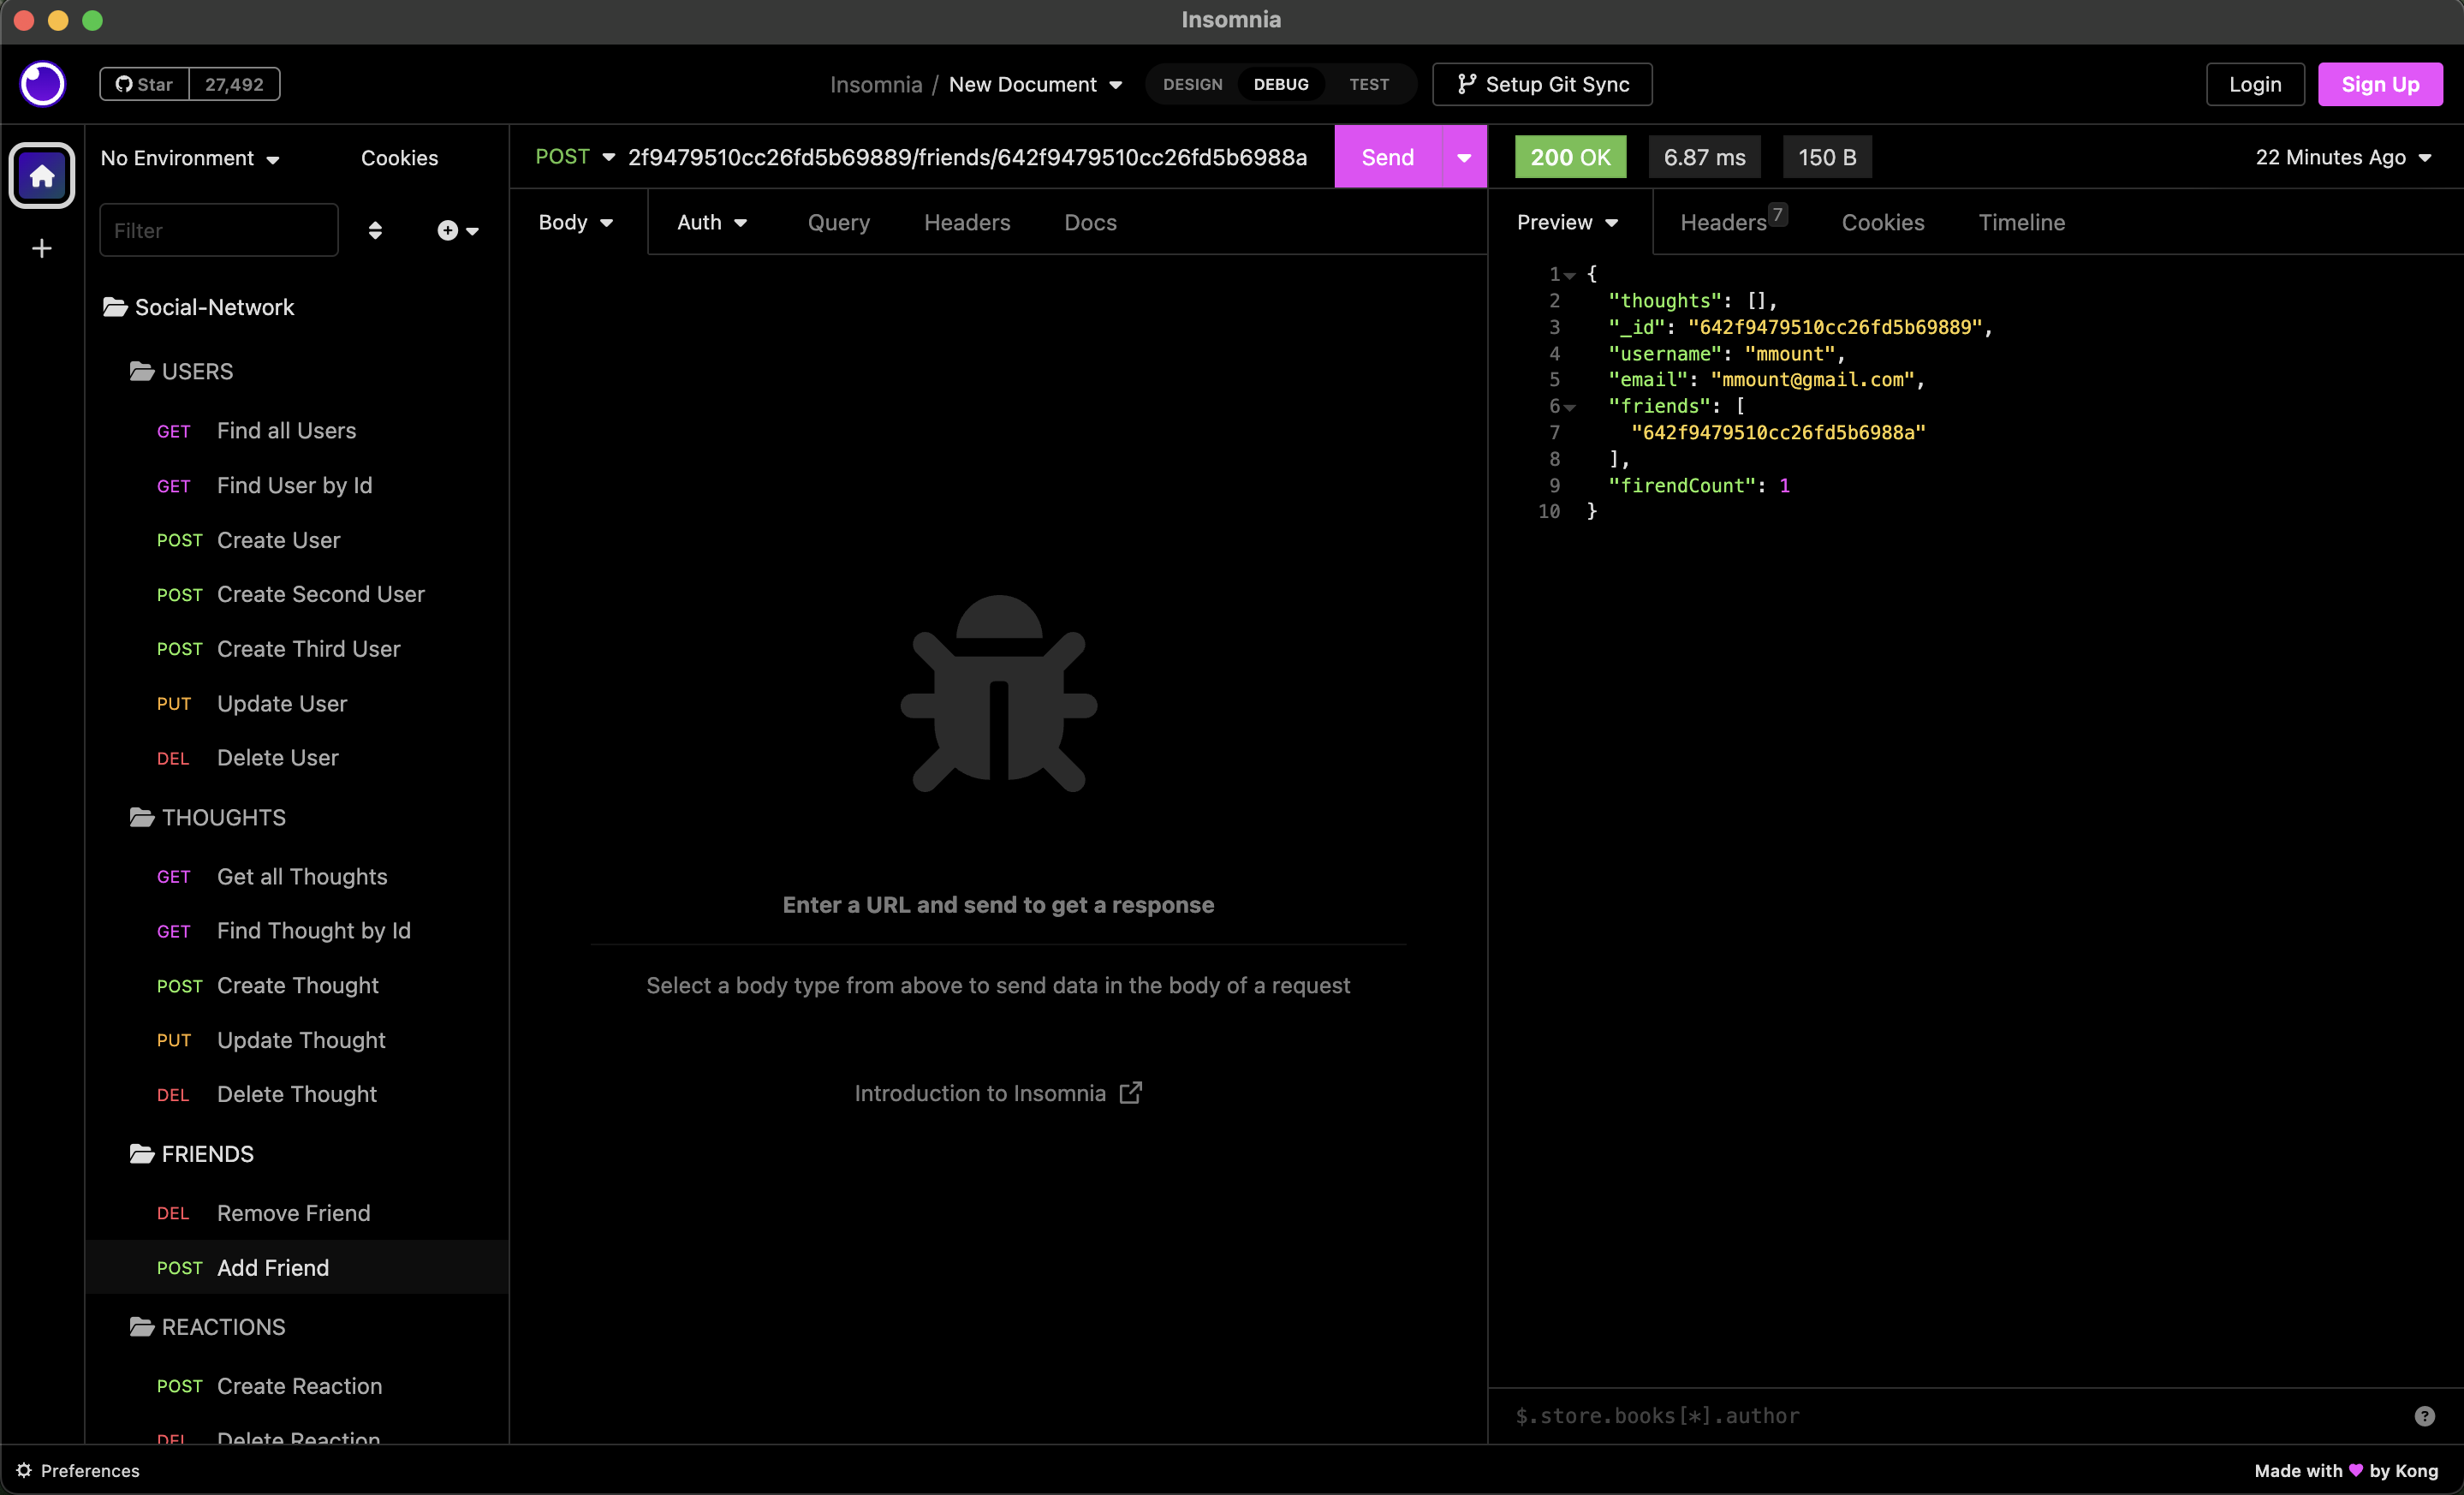 Insomnia
Star 27,492
Insomnia / New Document
DESIGN DEBUG TEST
Setup Git Sync
Login
Sign Up
No Environment
Cookies
Filter
Social-Network
USERS
GET Find all Users
GET Find User by Id
POST Create User
POST Create Second User
POST Create Third User
PUT Update User
DEL Delete User
THOUGHTS
GET Get all Thoughts
GET Find Thought by Id
POST Create Thought
PUT Update Thought
DEL Delete Thought
FRIENDS
DEL Remove Friend
POST Add Friend
REACTIONS
POST Create Reaction
DEL Delete Reaction
POST 2f9479510cc26fd5b69889/friends/642f9479510cc26fd5b6988a Send
Body Auth Query Headers Docs
Enter a URL and send to get a response
Select a body type from above to send data in the body of a request
Introduction to Insomnia
200 OK 6.87 ms 150 B 22 Minutes Ago
Preview Headers 7 Cookies Timeline
1 {
2 "thoughts": [],
3 "_id": "642f9479510cc26fd5b69889",
4 "username": "mmount",
5 "email": "mmount@gmail.com",
6 "friends": [
7 "642f9479510cc26fd5b6988a"
8 ],
9 "firendCount": 1
10 }
$.store.books[*].author
Preferences
Made with ♥ by Kong